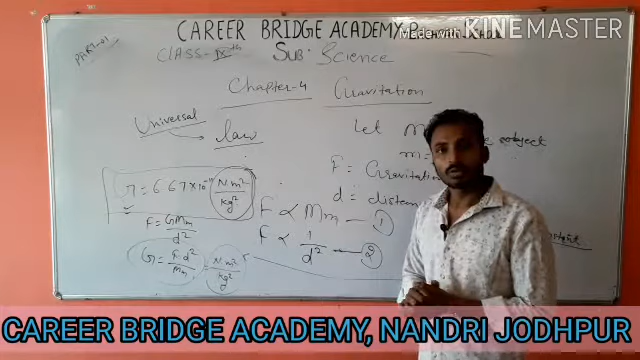 CAREER BRIDGE ACADEMY
Made with KINEMASTER
PART-01
CLASS-IXth Sub: Science
Chapter-4 Gravitation
Universal law
Let M
object
m=
F = Gravitation
d = distan
G = 6.67×10⁻¹¹ Nm²/kg²
F = GMm/d²
G = F·d²/Mm Nm²/kg²
F ∝ Mm — ①
F ∝ 1/d² — ②
CAREER BRIDGE ACADEMY, NANDRI JODHPUR